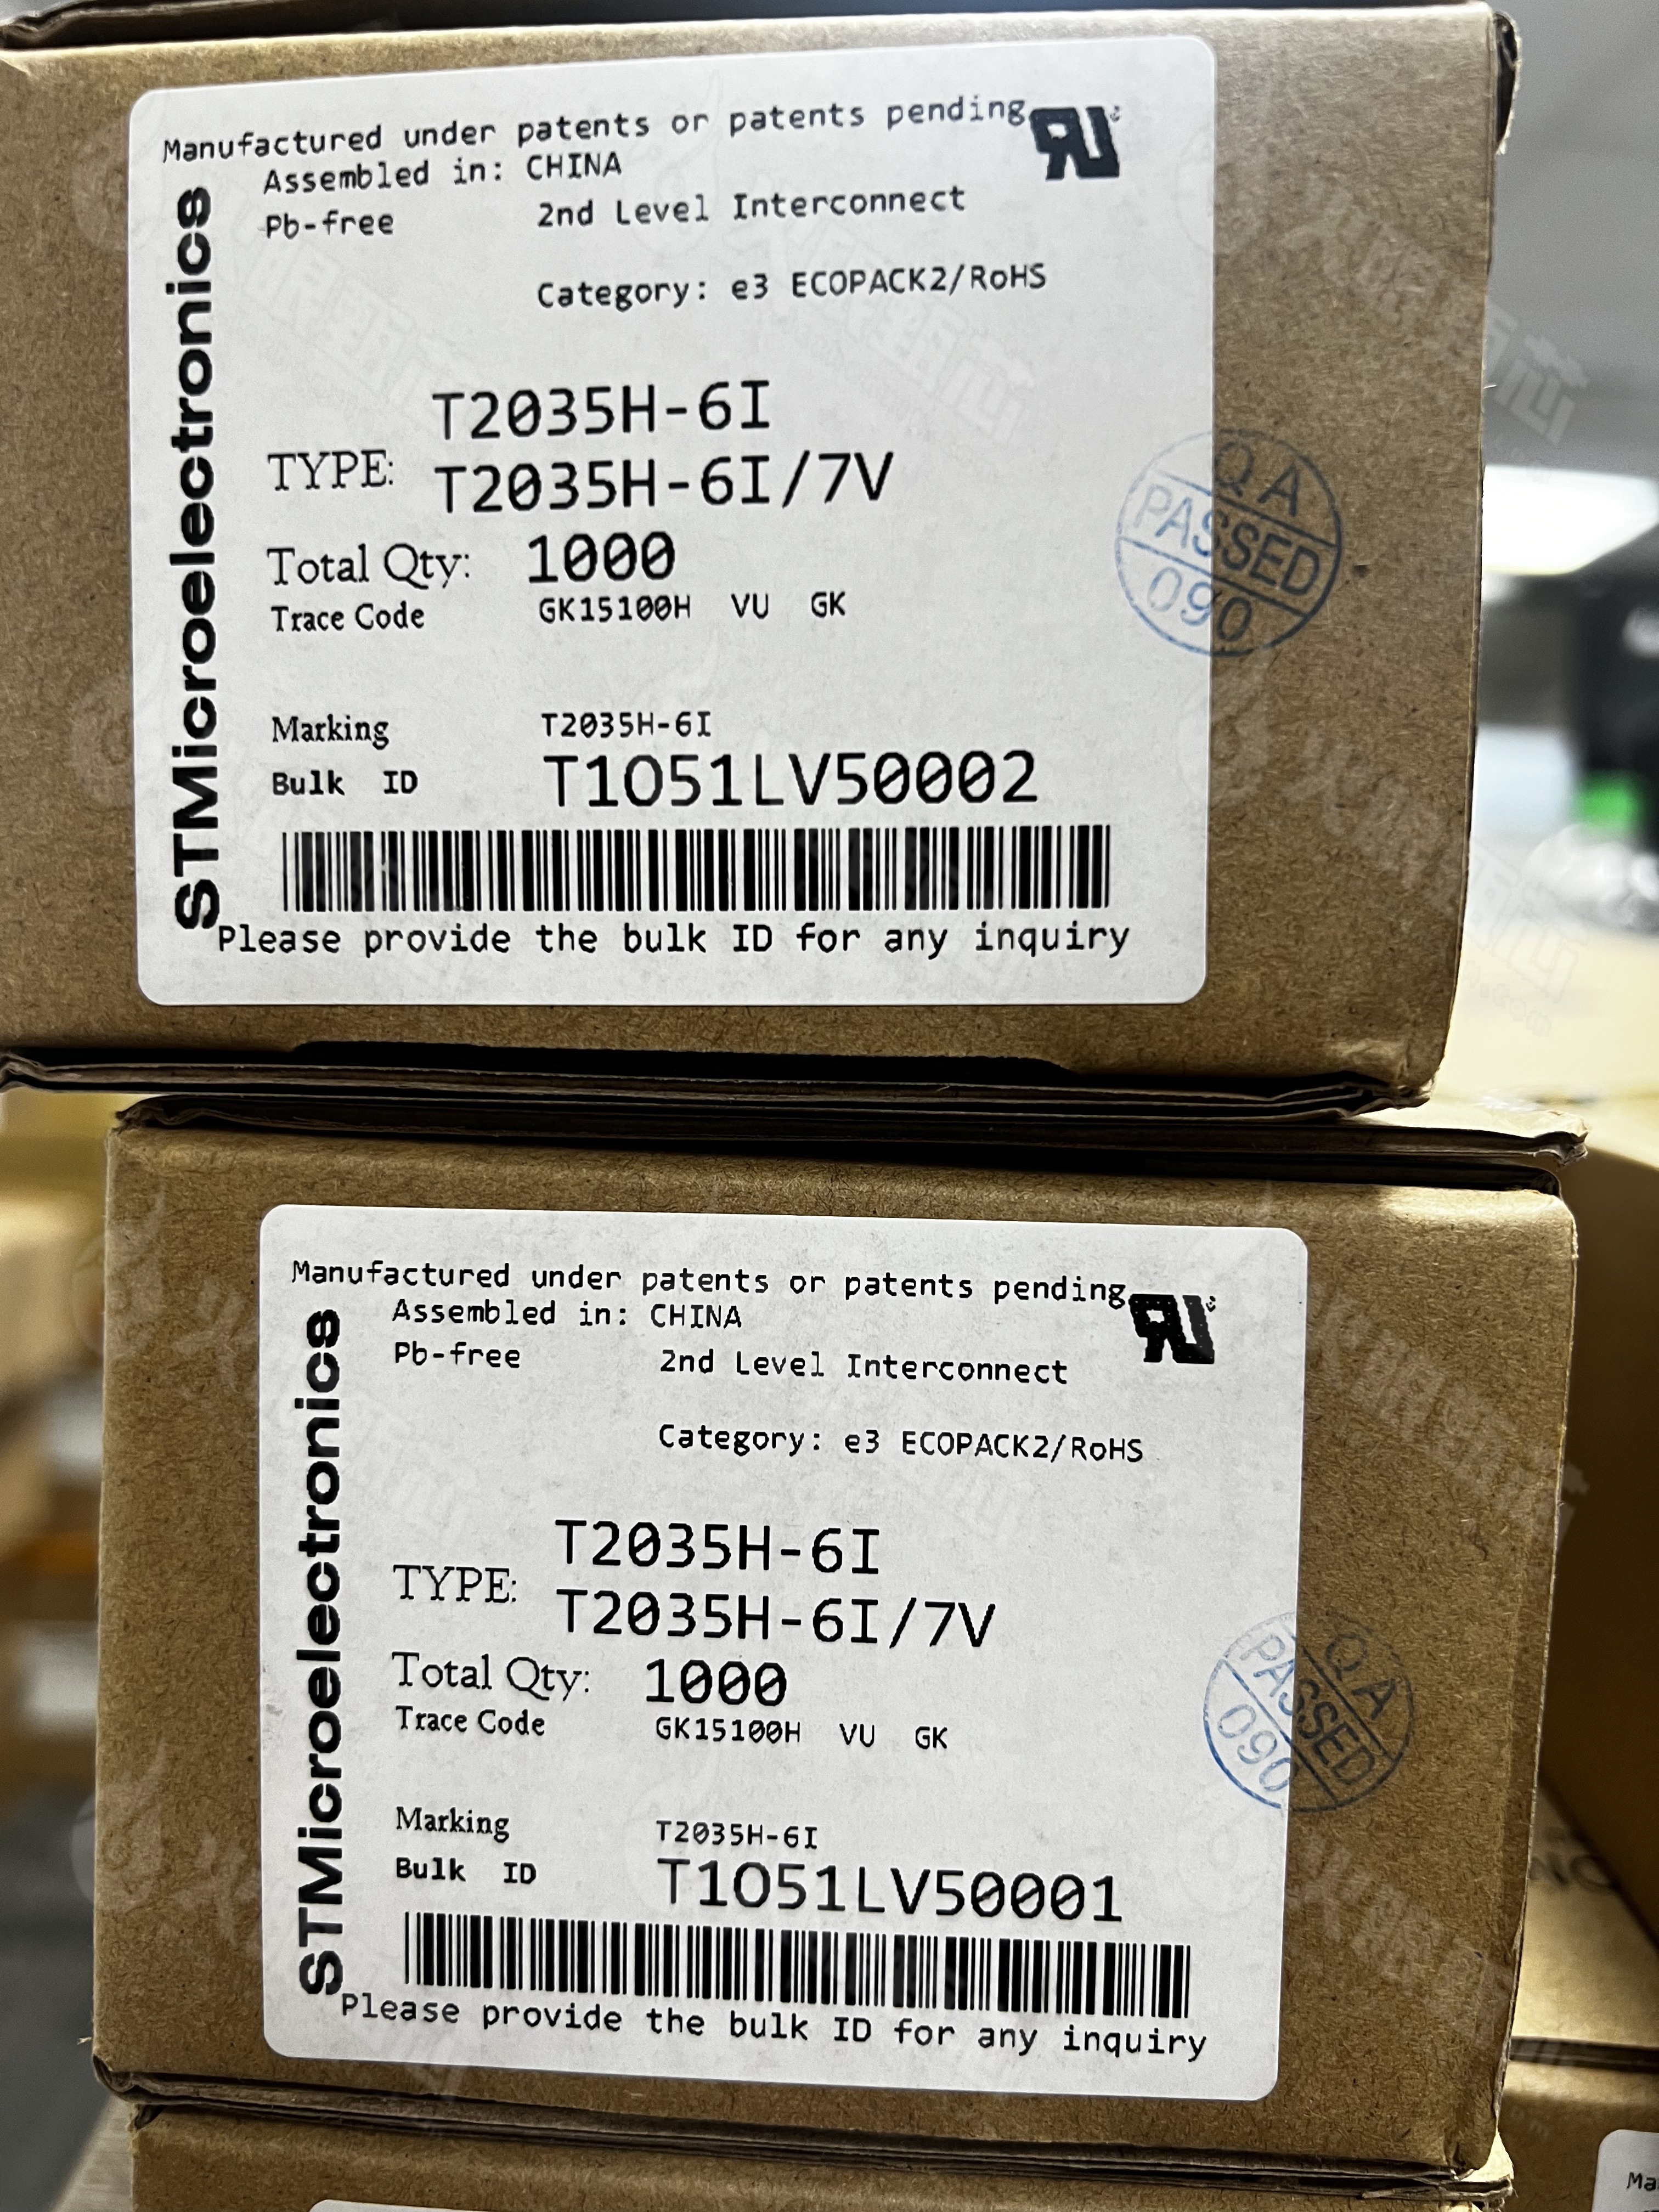 Manufactured under patents or patents pending
Assembled in: CHINA
Pb-free 2nd Level Interconnect
Category: e3 ECOPACK2/RoHS
STMicroelectronics
T2035H-6I
TYPE: T2035H-6I/7V
Total Qty: 1000
Trace Code GK15100H VU GK
Marking T2035H-6I
Bulk ID T1O51LV50002
Please provide the bulk ID for any inquiry
QA
PASSED
090
Manufactured under patents or patents pending
Assembled in: CHINA
Pb-free 2nd Level Interconnect
Category: e3 ECOPACK2/RoHS
STMicroelectronics
T2035H-6I
TYPE: T2035H-6I/7V
Total Qty: 1000
Trace Code GK15100H VU GK
Marking T2035H-6I
Bulk ID T1O51LV50001
Please provide the bulk ID for any inquiry
QA
PASSED
090
Ma
火眼甄芯